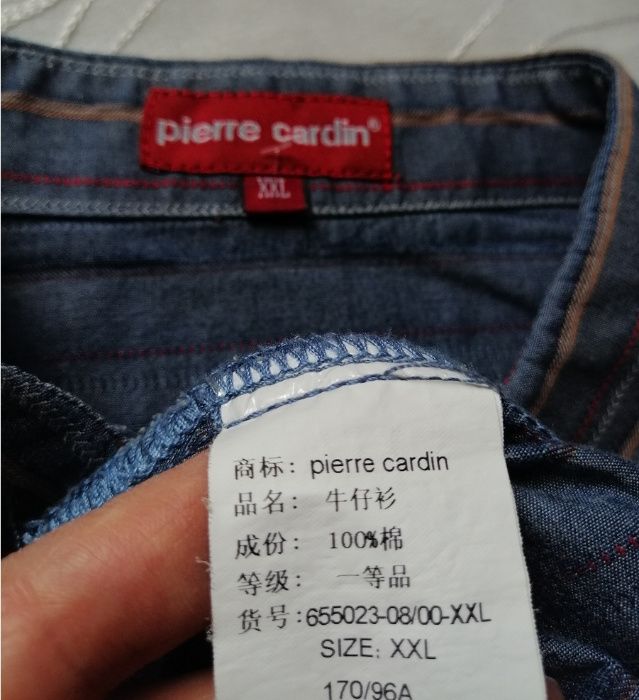 pierre cardin®
XXL
商标: pierre cardin
品名: 牛仔衫
成份: 100%棉
等级: 一等品
货号:655023-08/00-XXL
SIZE: XXL
170/96A